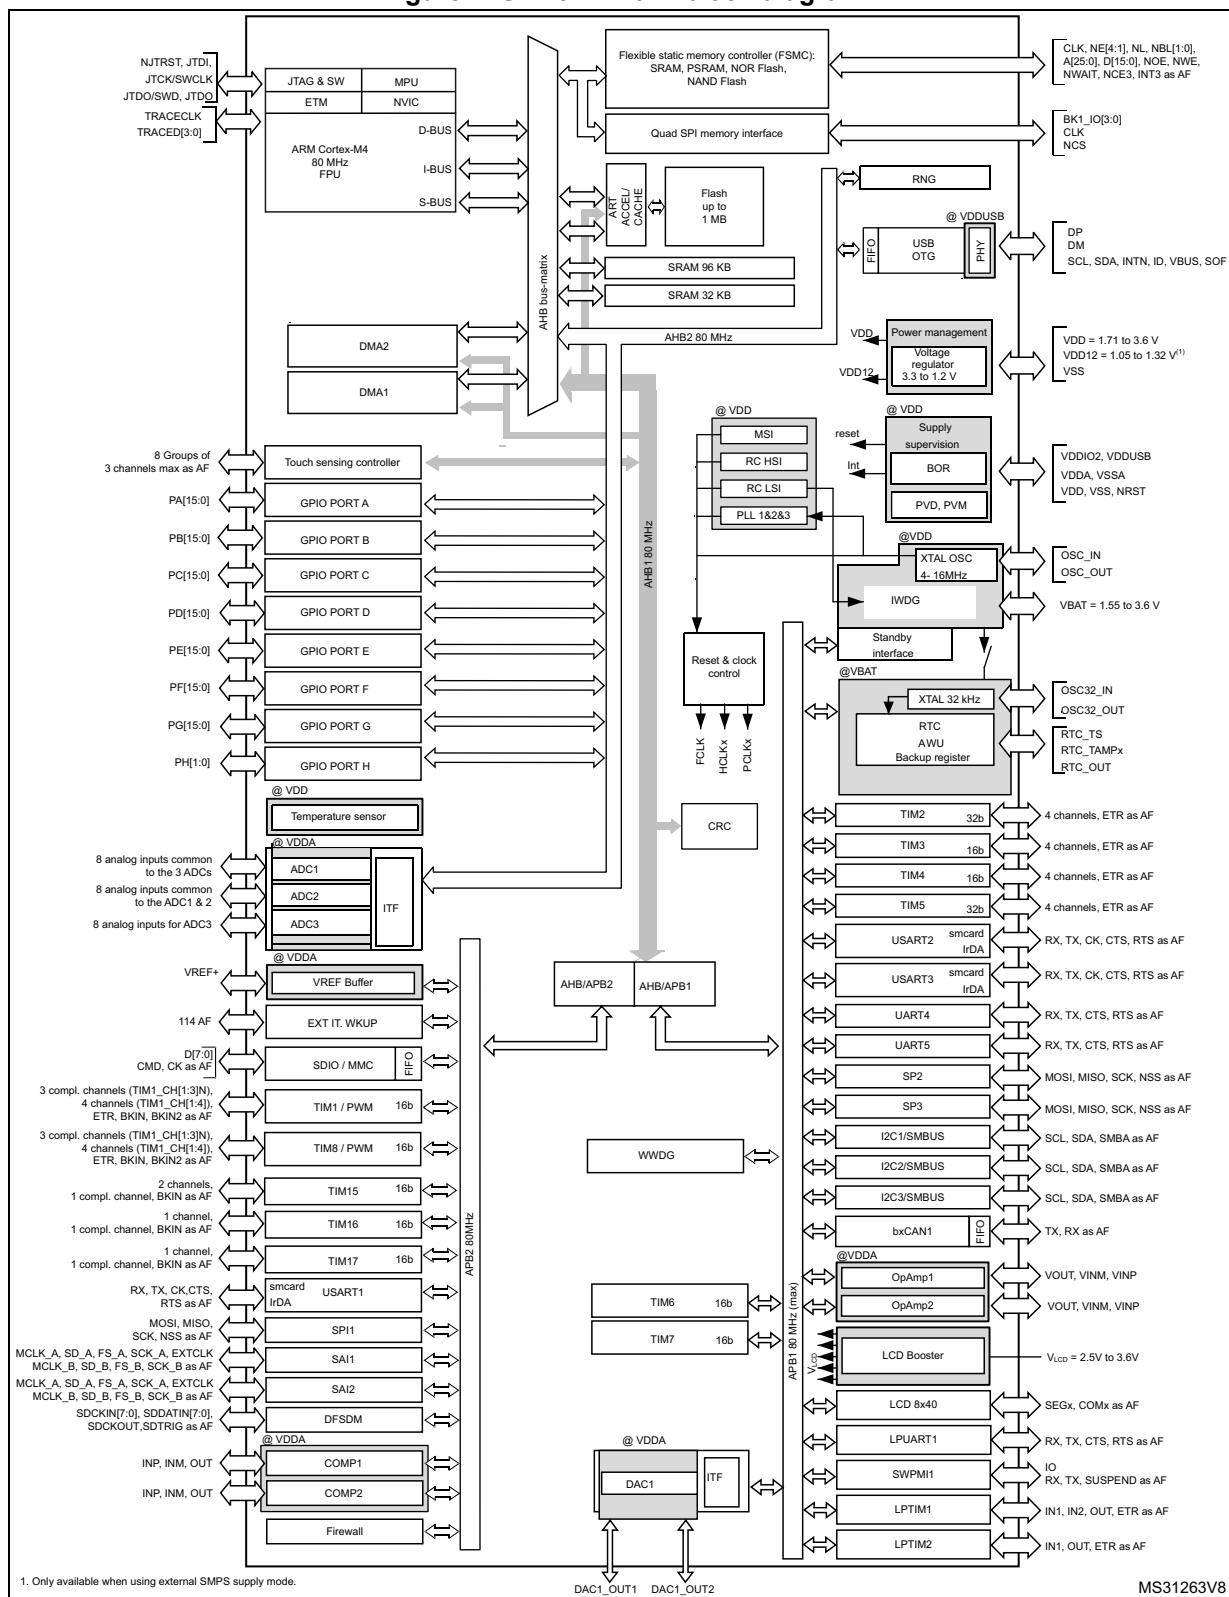 NJTRST, JTDI,
JTCK/SWCLK
JTDO/SWD, JTDO
TRACECLK
TRACED[3:0]
JTAG & SW
MPU
ETM
NVIC
ARM Cortex-M4
80 MHz
FPU
D-BUS
I-BUS
S-BUS
AHB bus-matrix
Flexible static memory controller (FSMC):
SRAM, PSRAM, NOR Flash,
NAND Flash
CLK, NE[4:1], NL, NBL[1:0],
A[25:0], D[15:0], NOE, NWE,
NWAIT, NCE3, INT3 as AF
Quad SPI memory interface
BK1_IO[3:0]
CLK
NCS
ART
ACCEL/
CACHE
Flash
up to
1 MB
RNG
@ VDDUSB
FIFO
USB
OTG
PHY
DP
DM
SCL, SDA, INTN, ID, VBUS, SOF
SRAM 96 KB
SRAM 32 KB
AHB2 80 MHz
DMA2
DMA1
VDD
Power management
Voltage
regulator
3.3 to 1.2 V
VDD12
VDD = 1.71 to 3.6 V
VDD12 = 1.05 to 1.32 V(1)
VSS
@ VDD
MSI
RC HSI
RC LSI
PLL 1&2&3
@ VDD
reset
Int
Supply
supervision
BOR
PVD, PVM
VDDIO2, VDDUSB
VDDA, VSSA
VDD, VSS, NRST
8 Groups of
3 channels max as AF
Touch sensing controller
PA[15:0]
GPIO PORT A
PB[15:0]
GPIO PORT B
PC[15:0]
GPIO PORT C
PD[15:0]
GPIO PORT D
PE[15:0]
GPIO PORT E
PF[15:0]
GPIO PORT F
PG[15:0]
GPIO PORT G
PH[1:0]
GPIO PORT H
AHB1 80 MHz
@VDD
XTAL OSC
4- 16MHz
IWDG
OSC_IN
OSC_OUT
VBAT = 1.55 to 3.6 V
Standby
interface
Reset & clock
control
FCLK
HCLKx
PCLKx
@VBAT
XTAL 32 kHz
RTC
AWU
Backup register
OSC32_IN
OSC32_OUT
RTC_TS
RTC_TAMPx
RTC_OUT
@ VDD
Temperature sensor
@ VDDA
8 analog inputs common
to the 3 ADCs
8 analog inputs common
to the ADC1 & 2
8 analog inputs for ADC3
ADC1
ADC2
ADC3
ITF
CRC
@ VDDA
VREF+
VREF Buffer
AHB/APB2
AHB/APB1
114 AF
EXT IT. WKUP
D[7:0]
CMD, CK as AF
SDIO / MMC
FIFO
3 compl. channels (TIM1_CH[1:3]N),
4 channels (TIM1_CH[1:4]),
ETR, BKIN, BKIN2 as AF
TIM1 / PWM 16b
3 compl. channels (TIM1_CH[1:3]N),
4 channels (TIM1_CH[1:4]),
ETR, BKIN, BKIN2 as AF
TIM8 / PWM 16b
2 channels,
1 compl. channel, BKIN as AF
TIM15 16b
1 channel,
1 compl. channel, BKIN as AF
TIM16 16b
1 channel,
1 compl. channel, BKIN as AF
TIM17 16b
RX, TX, CK,CTS,
RTS as AF
smcard
IrDA
USART1
MOSI, MISO,
SCK, NSS as AF
SPI1
MCLK_A, SD_A, FS_A, SCK_A, EXTCLK
MCLK_B, SD_B, FS_B, SCK_B as AF
SAI1
MCLK_A, SD_A, FS_A, SCK_A, EXTCLK
MCLK_B, SD_B, FS_B, SCK_B as AF
SAI2
SDCKIN[7:0], SDDATIN[7:0],
SDCKOUT,SDTRIG as AF
DFSDM
@ VDDA
INP, INM, OUT
COMP1
INP, INM, OUT
COMP2
Firewall
APB2 80MHz
WWDG
TIM6 16b
TIM7 16b
@ VDDA
DAC1
ITF
DAC1_OUT1
DAC1_OUT2
APB1 80 MHz (max)
TIM2 32b
4 channels, ETR as AF
TIM3 16b
4 channels, ETR as AF
TIM4 16b
4 channels, ETR as AF
TIM5 32b
4 channels, ETR as AF
USART2
smcard
IrDA
RX, TX, CK, CTS, RTS as AF
USART3
smcard
IrDA
RX, TX, CK, CTS, RTS as AF
UART4
RX, TX, CTS, RTS as AF
UART5
RX, TX, CTS, RTS as AF
SP2
MOSI, MISO, SCK, NSS as AF
SP3
MOSI, MISO, SCK, NSS as AF
I2C1/SMBUS
SCL, SDA, SMBA as AF
I2C2/SMBUS
SCL, SDA, SMBA as AF
I2C3/SMBUS
SCL, SDA, SMBA as AF
bxCAN1
FIFO
TX, RX as AF
@VDDA
OpAmp1
VOUT, VINM, VINP
OpAmp2
VOUT, VINM, VINP
VLCD
LCD Booster
VLCD = 2.5V to 3.6V
LCD 8x40
SEGx, COMx as AF
LPUART1
RX, TX, CTS, RTS as AF
SWPMI1
IO
RX, TX, SUSPEND as AF
LPTIM1
IN1, IN2, OUT, ETR as AF
LPTIM2
IN1, OUT, ETR as AF
1. Only available when using external SMPS supply mode.
MS31263V8